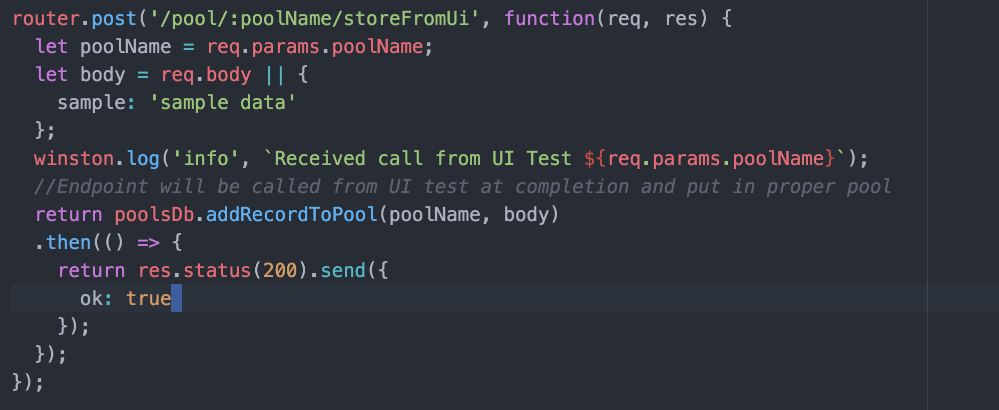 router.post('/pool/:poolName/storeFromUi', function(req, res) {
  let poolName = req.params.poolName;
  let body = req.body || {
    sample: 'sample data'
  };
  winston.log('info', `Received call from UI Test ${req.params.poolName}`);
  //Endpoint will be called from UI test at completion and put in proper pool
  return poolsDb.addRecordToPool(poolName, body)
  .then(() => {
    return res.status(200).send({
      ok: true
    });
  });
});